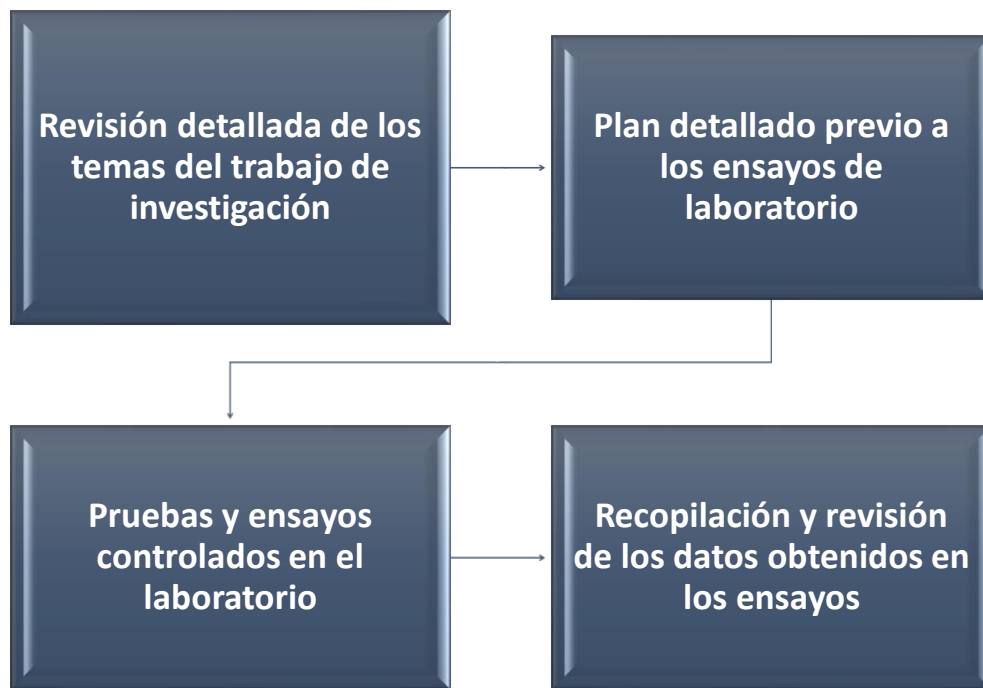 Revisión detallada de los
temas del trabajo de
investigación
Plan detallado previo a
los ensayos de
laboratorio
Pruebas y ensayos
controlados en el
laboratorio
Recopilación y revisión
de los datos obtenidos en
los ensayos